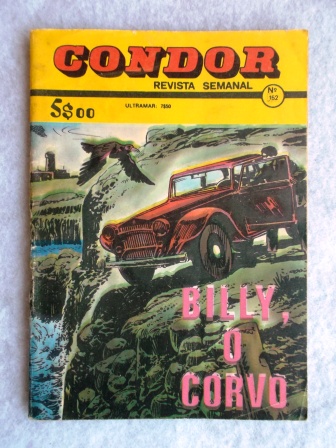 CONDOR
REVISTA SEMANAL
Nº 152
5$00
ULTRAMAR: 7$50
BILLY,
O
CORVO